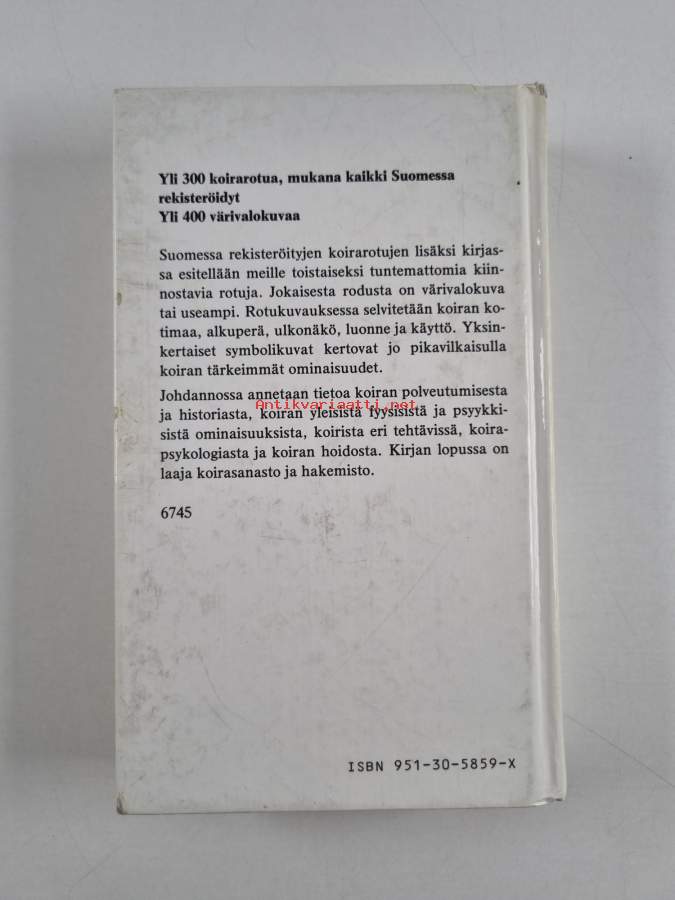 Yli 300 koirarotua, mukana kaikki Suomessa
rekisteröidyt
Yli 400 värivalokuvaa
Suomessa rekisteröityjen koirarotujen lisäksi kirjas-
sa esitellään meille toistaiseksi tuntemattomia kiin-
nostavia rotuja. Jokaisesta rodusta on värivalokuva
tai useampi. Rotukuvauksessa selvitetään koiran ko-
timaa, alkuperä, ulkonäkö, luonne ja käyttö. Yksin-
kertaiset symbolikuvat kertovat jo pikavilkaisulla
koiran tärkeimmät ominaisuudet.
Johdannossa annetaan tietoa koiran polveutumisesta
Antikvariaatti.net
ja historiasta, koiran yleisistä fyysisistä ja psyykki-
sistä ominaisuuksista, koirista eri tehtävissä, koira-
psykologiasta ja koiran hoidosta. Kirjan lopussa on
laaja koirasanasto ja hakemisto.
6745
ISBN 951-30-5859-X